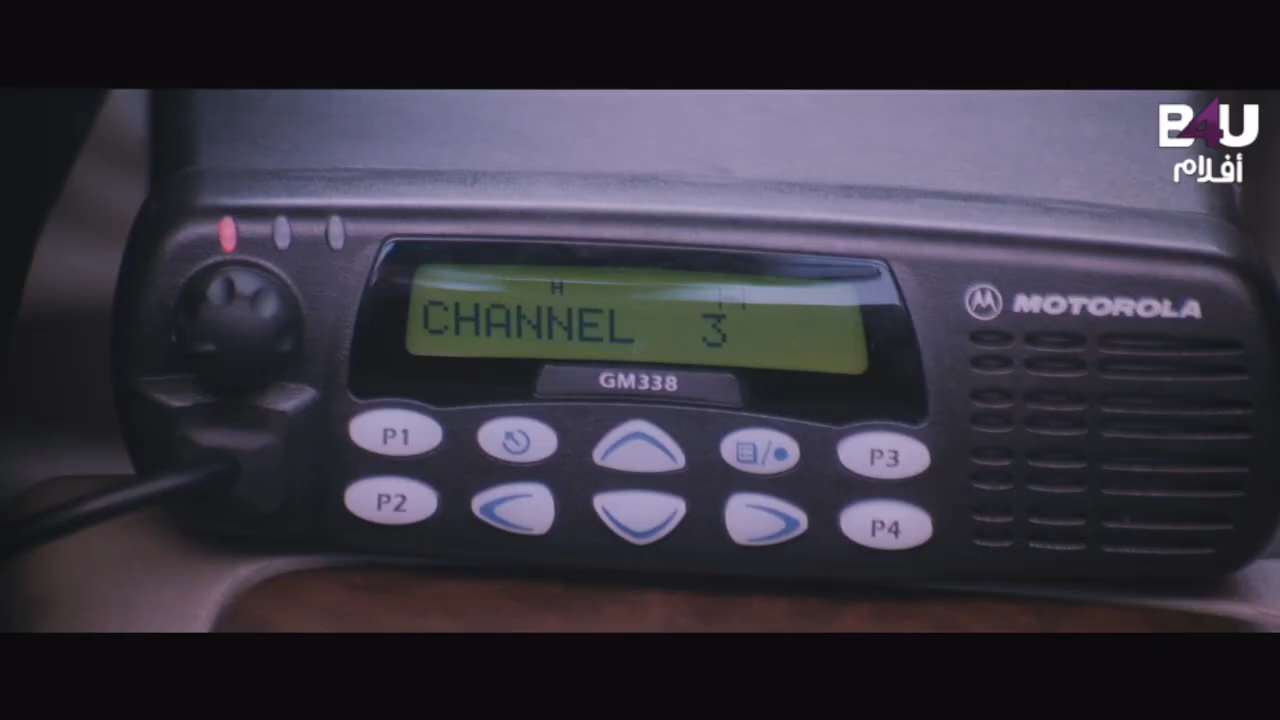 B4U
أفلام
H
CHANNEL 3
MOTOROLA
GM338
P1
P3
P2
P4